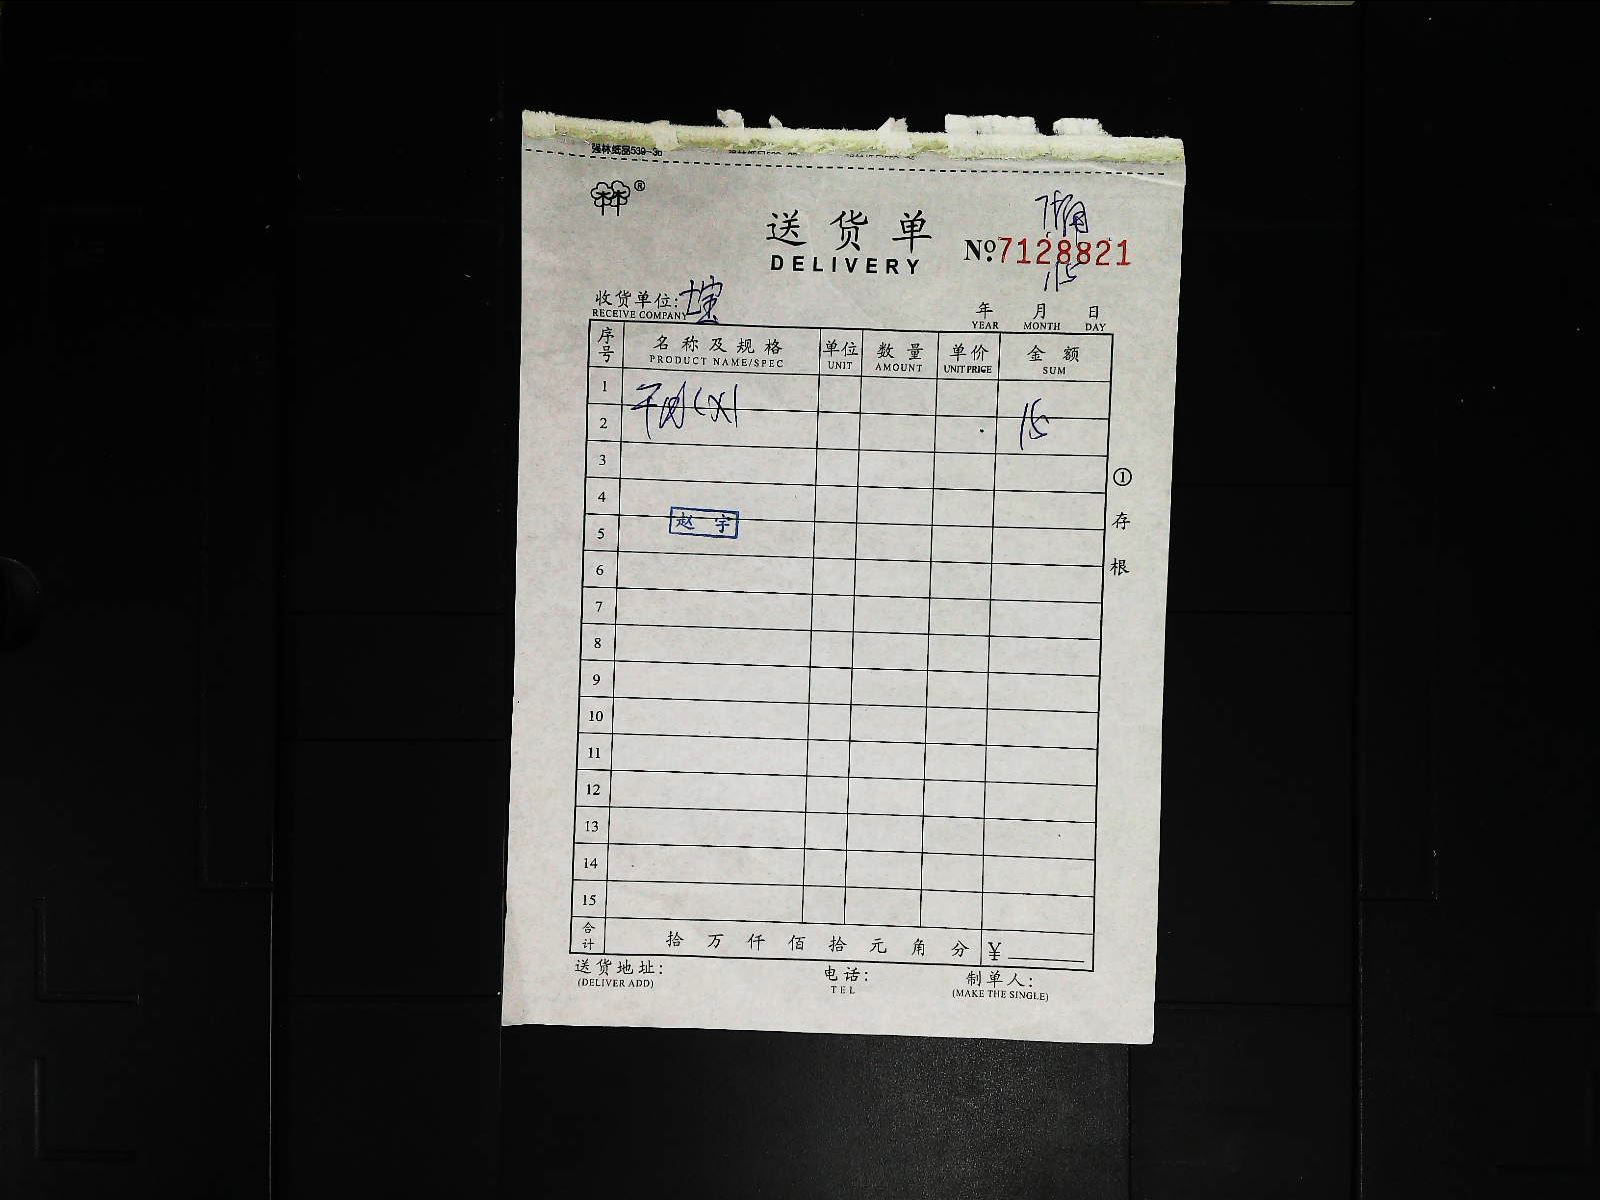 强林纸品539-3b
®
送货单
DELIVERY
№:7128821
15
收货单位:
RECEIVE COMPANY
年 月 日
YEAR MONTH DAY
序号 名称及规格 单位 数量 单价 金额
PRODUCT NAME/SPEC UNIT AMOUNT UNIT PRICE SUM
1
2 15
3
4
5 赵宇
6
7
8
9
10
11
12
13
14
15
合计 拾 万 仟 佰 拾 元 角 分 ¥
① 存根
送货地址: 电话: 制单人:
(DELIVER ADD) TEL (MAKE THE SINGLE)